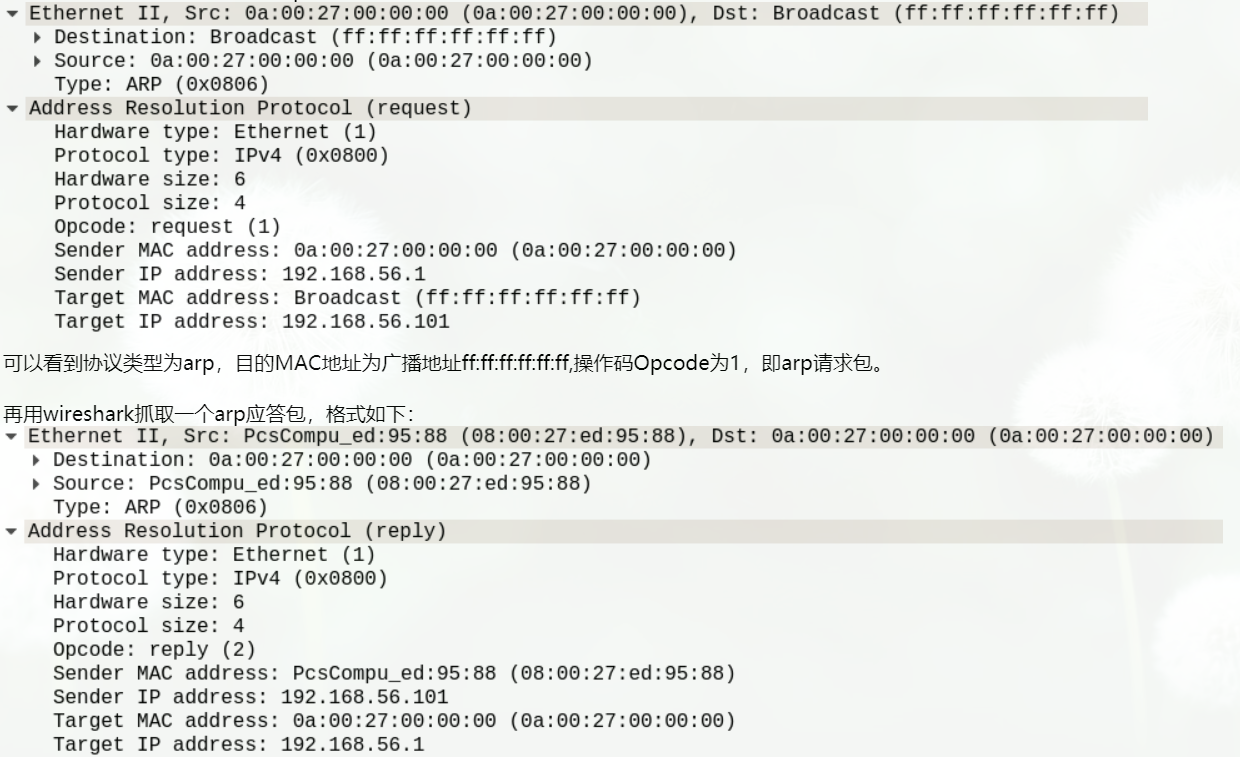 Ethernet II, Src: 0a:00:27:00:00:00 (0a:00:27:00:00:00), Dst: Broadcast (ff:ff:ff:ff:ff:ff)
Destination: Broadcast (ff:ff:ff:ff:ff:ff)
Source: 0a:00:27:00:00:00 (0a:00:27:00:00:00)
Type: ARP (0x0806)
Address Resolution Protocol (request)
Hardware type: Ethernet (1)
Protocol type: IPv4 (0x0800)
Hardware size: 6
Protocol size: 4
Opcode: request (1)
Sender MAC address: 0a:00:27:00:00:00 (0a:00:27:00:00:00)
Sender IP address: 192.168.56.1
Target MAC address: Broadcast (ff:ff:ff:ff:ff:ff)
Target IP address: 192.168.56.101
可以看到协议类型为arp，目的MAC地址为广播地址ff:ff:ff:ff:ff:ff,操作码Opcode为1，即arp请求包。
再用wireshark抓取一个arp应答包，格式如下：
Ethernet II, Src: PcsCompu_ed:95:88 (08:00:27:ed:95:88), Dst: 0a:00:27:00:00:00 (0a:00:27:00:00:00)
Destination: 0a:00:27:00:00:00 (0a:00:27:00:00:00)
Source: PcsCompu_ed:95:88 (08:00:27:ed:95:88)
Type: ARP (0x0806)
Address Resolution Protocol (reply)
Hardware type: Ethernet (1)
Protocol type: IPv4 (0x0800)
Hardware size: 6
Protocol size: 4
Opcode: reply (2)
Sender MAC address: PcsCompu_ed:95:88 (08:00:27:ed:95:88)
Sender IP address: 192.168.56.101
Target MAC address: 0a:00:27:00:00:00 (0a:00:27:00:00:00)
Target IP address: 192.168.56.1